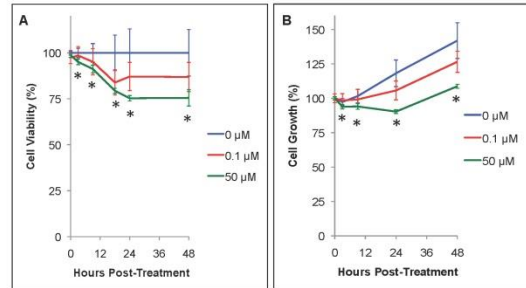 A
125
100
75
50
25
0
Cell Viability (%)
0 12 24 36 48
Hours Post-Treatment
* * * * *
0 µM
0.1 µM
50 µM
B
150
125
100
75
50
Cell Growth (%)
0 12 24 36 48
Hours Post-Treatment
* * * *
0 µM
0.1 µM
50 µM